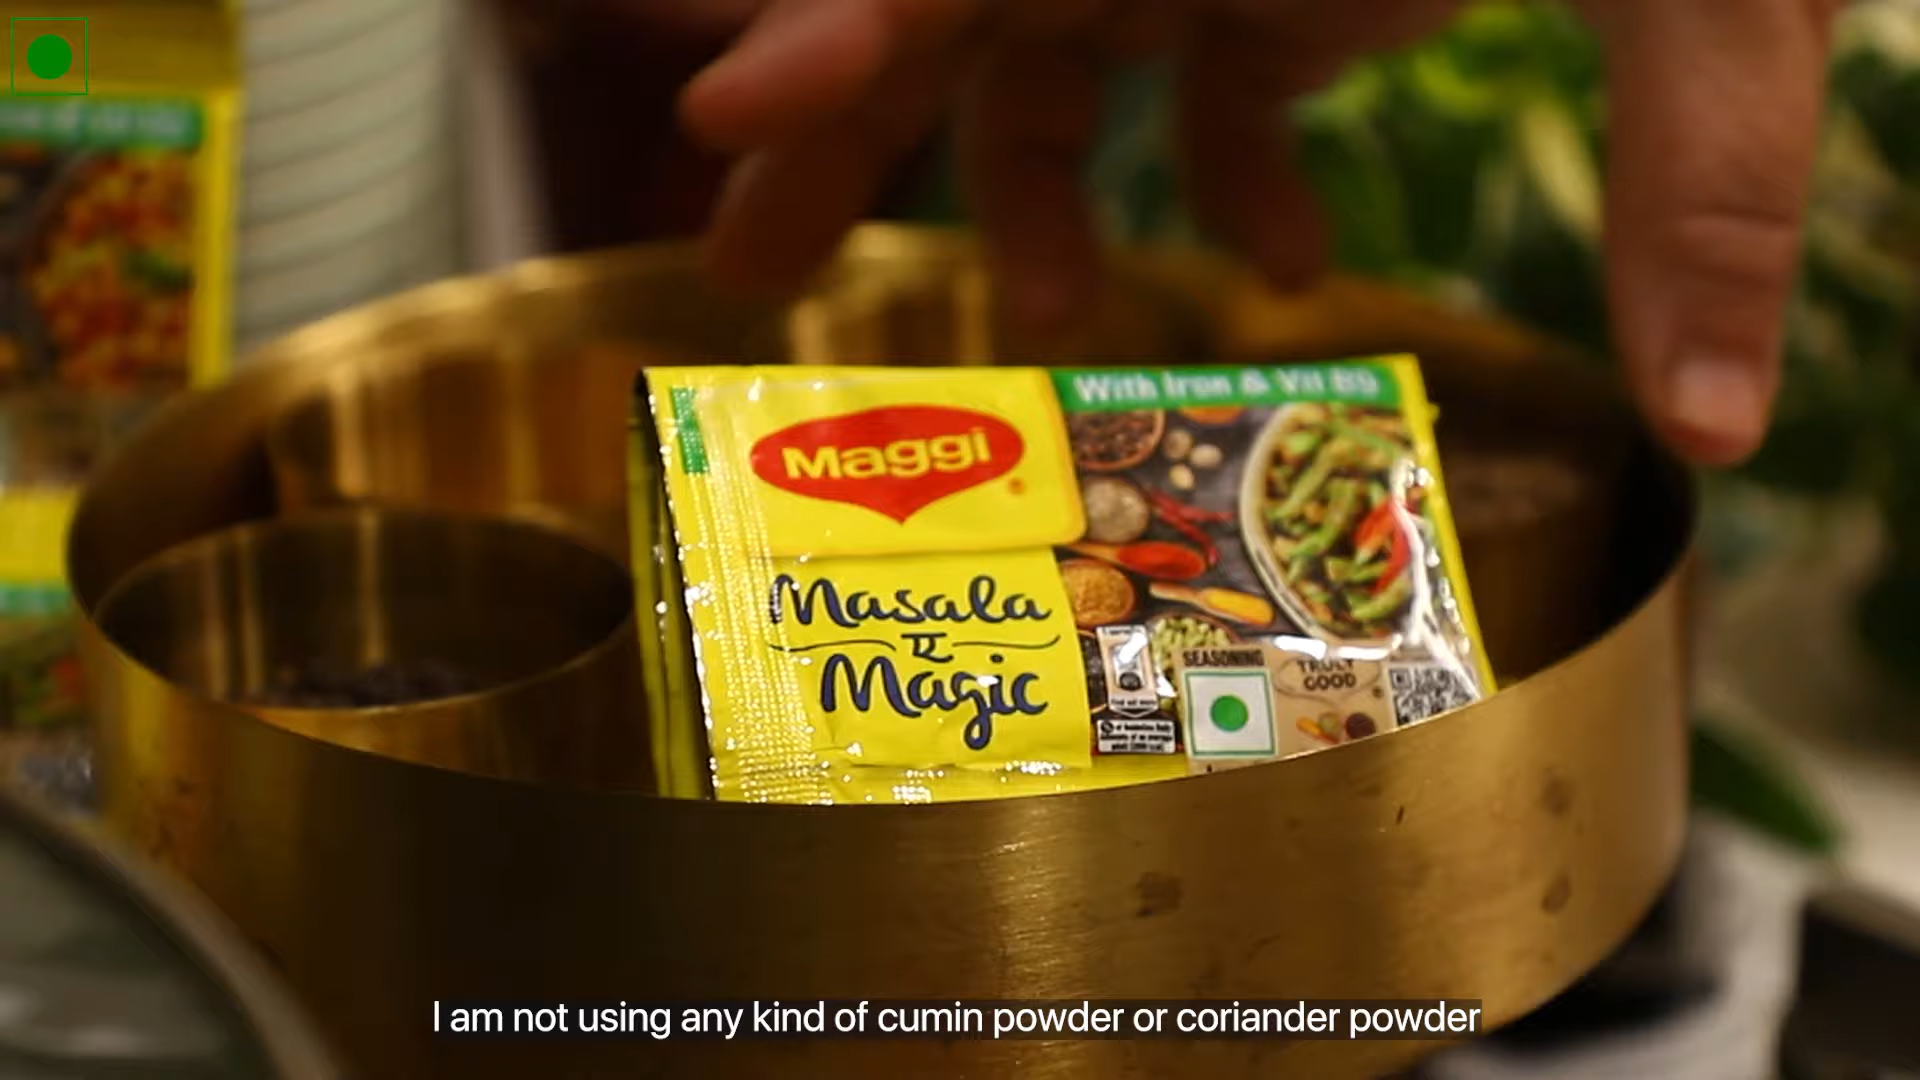 With Iron & Vit B9
Maggi
Masala
Magic
SEASONING
TRULY
GOOD
I am not using any kind of cumin powder or coriander powder